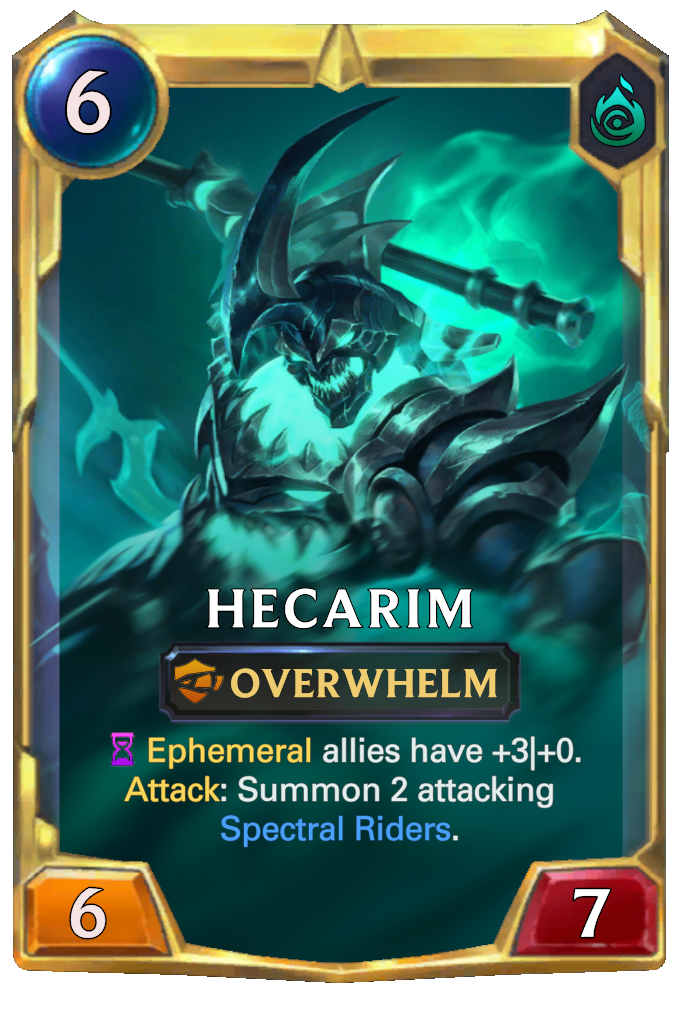 6
HECARIM
OVERWHELM
Ephemeral allies have +3|+0.
Attack: Summon 2 attacking
Spectral Riders.
6
7